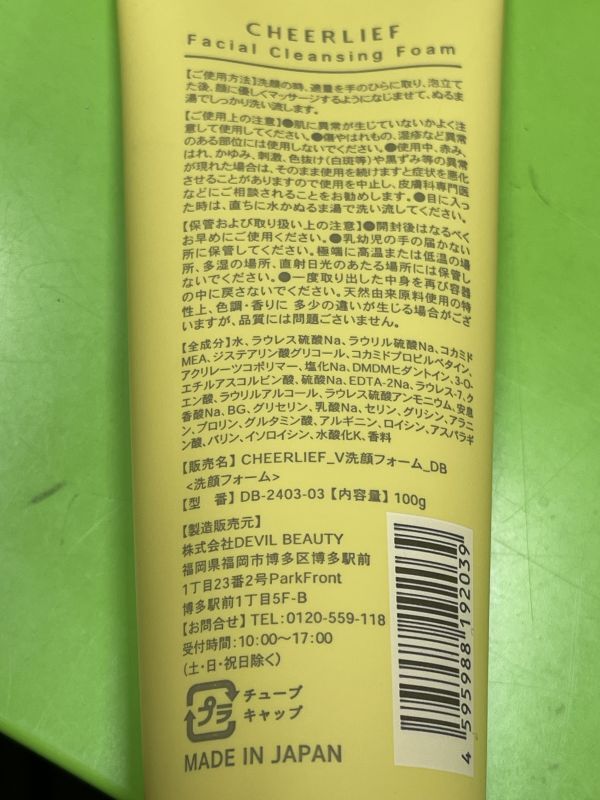 CHEERLIEF
Facial Cleansing Foam
【ご使用方法】洗顔の時、適量を手のひらに取り、泡立て
た後、顔に優しくマッサージするようになじませて、ぬるま
湯でしっかり洗い流します。
【ご使用上の注意】●肌に異常が生じていないかよく注
意して使用してください。●傷やはれもの、湿疹など異常
のある部位には使用しないでください。●使用中、赤み、
はれ、かゆみ、刺激、色抜け(白斑等)や黒ずみ等の異常
が現れた場合は、そのまま使用を続けますと症状を悪化
させることがありますので使用を中止し、皮膚科専門医
などにご相談されることをお勧めします。●目に入っ
た時は、直ちに水かぬるま湯で洗い流してください。
【保管および取り扱い上の注意】●開封後はなるべく
お早めにご使用ください。●乳幼児の手の届かない
所に保管してください。極端に高温または低温の場
所、多湿の場所、直射日光のあたる場所には保管し
ないでください。●一度取り出した中身を再び容器
の中に戻さないでください。天然由来原料使用の特
性上、色調・香りに 多少の違いが生じる場合がござ
いますが、品質には問題ございません。
【全成分】水、ラウレス硫酸Na、ラウリル硫酸Na、コカミド
MEA、ジステアリン酸グリコール、コカミドプロピルベタイン、
アクリレーツコポリマー、塩化Na、DMDMヒダントイン、3-O-
エチルアスコルビン酸、硫酸Na、EDTA-2Na、ラウレス-7、ク
エン酸、ラウリルアルコール、ラウレス硫酸アンモニウム、安息
香酸Na、BG、グリセリン、乳酸Na、セリン、グリシン、アラニ
ン、プロリン、グルタミン酸、アルギニン、ロイシン、アスパラギ
ン酸、バリン、イソロイシン、水酸化K、香料
【販売名】CHEERLIEF_V洗顔フォーム_DB
<洗顔フォーム>
【型 番】DB-2403-03【内容量】100g
【製造販売元】
株式会社DEVIL BEAUTY
福岡県福岡市博多区博多駅前
1丁目23番2号ParkFront
博多駅前1丁目5F-B
【お問合せ】TEL:0120-559-118
受付時間:10:00〜17:00
(土・日・祝日除く)
プラ
チューブ
キャップ
MADE IN JAPAN
4 595988 192039